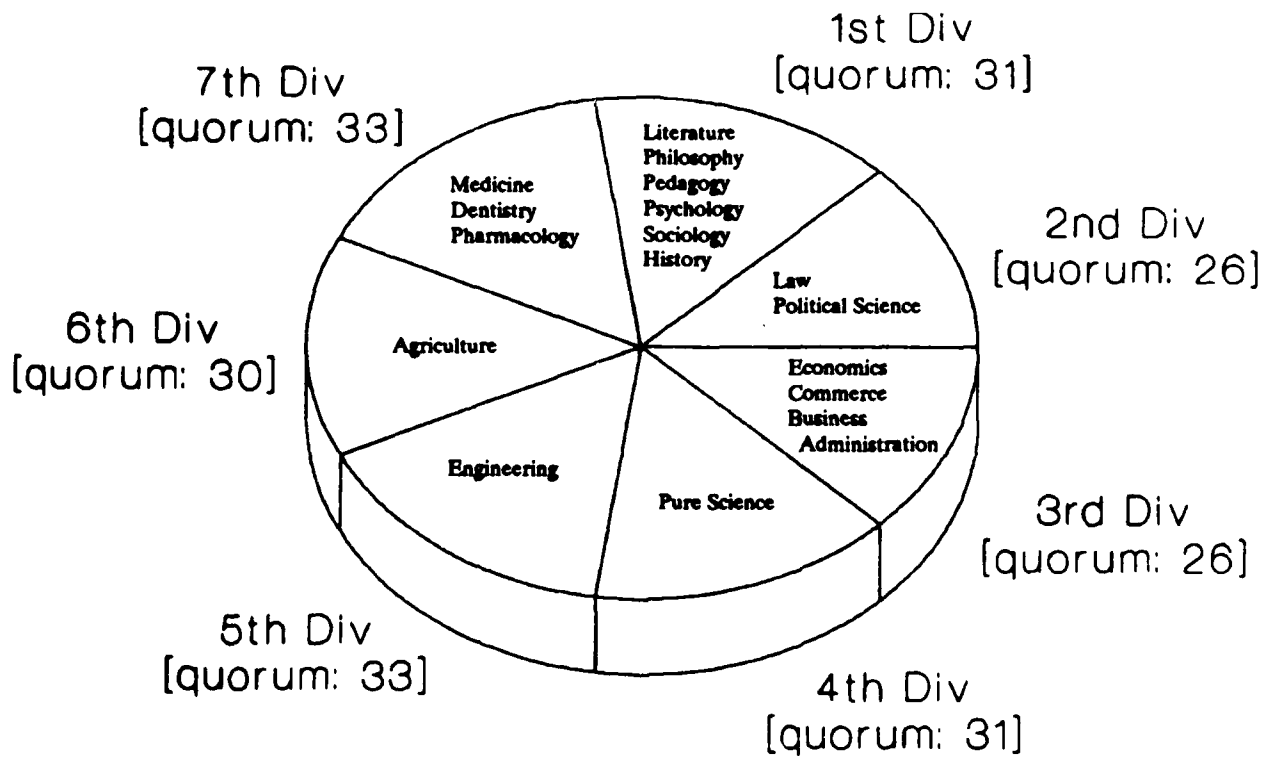 1st Div
[quorum: 31]
7th Div
[quorum: 33]
Literature
Philosophy
Pedagogy
Psychology
Sociology
History
Medicine
Dentistry
Pharmacology
2nd Div
[quorum: 26]
Law
Political Science
6th Div
[quorum: 30]
Agriculture
Economics
Commerce
Business
Administration
Engineering
Pure Science
3rd Div
[quorum: 26]
5th Div
[quorum: 33]
4th Div
[quorum: 31]